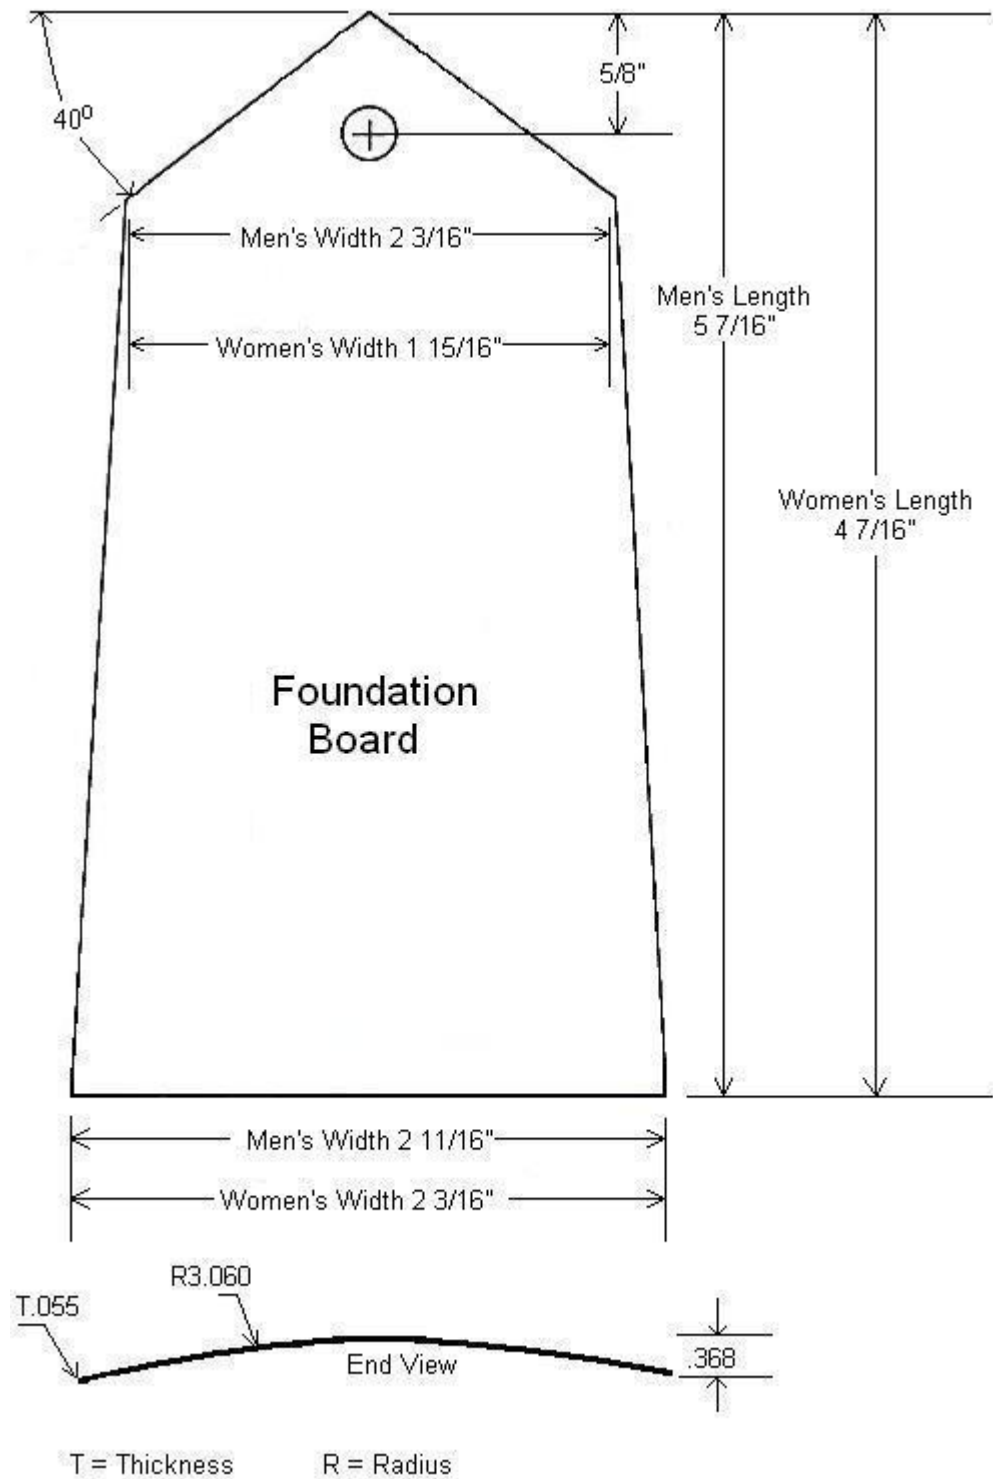 5/8"
40⁰
Men's Width 2 3/16"
Men's Length
5 7/16"
Women's Width 1 15/16"
Women's Length
4 7/16"
Foundation
Board
Men's Width 2 11/16"
Women's Width 2 3/16"
R3.060
T.055
.368
End View
T = Thickness R = Radius